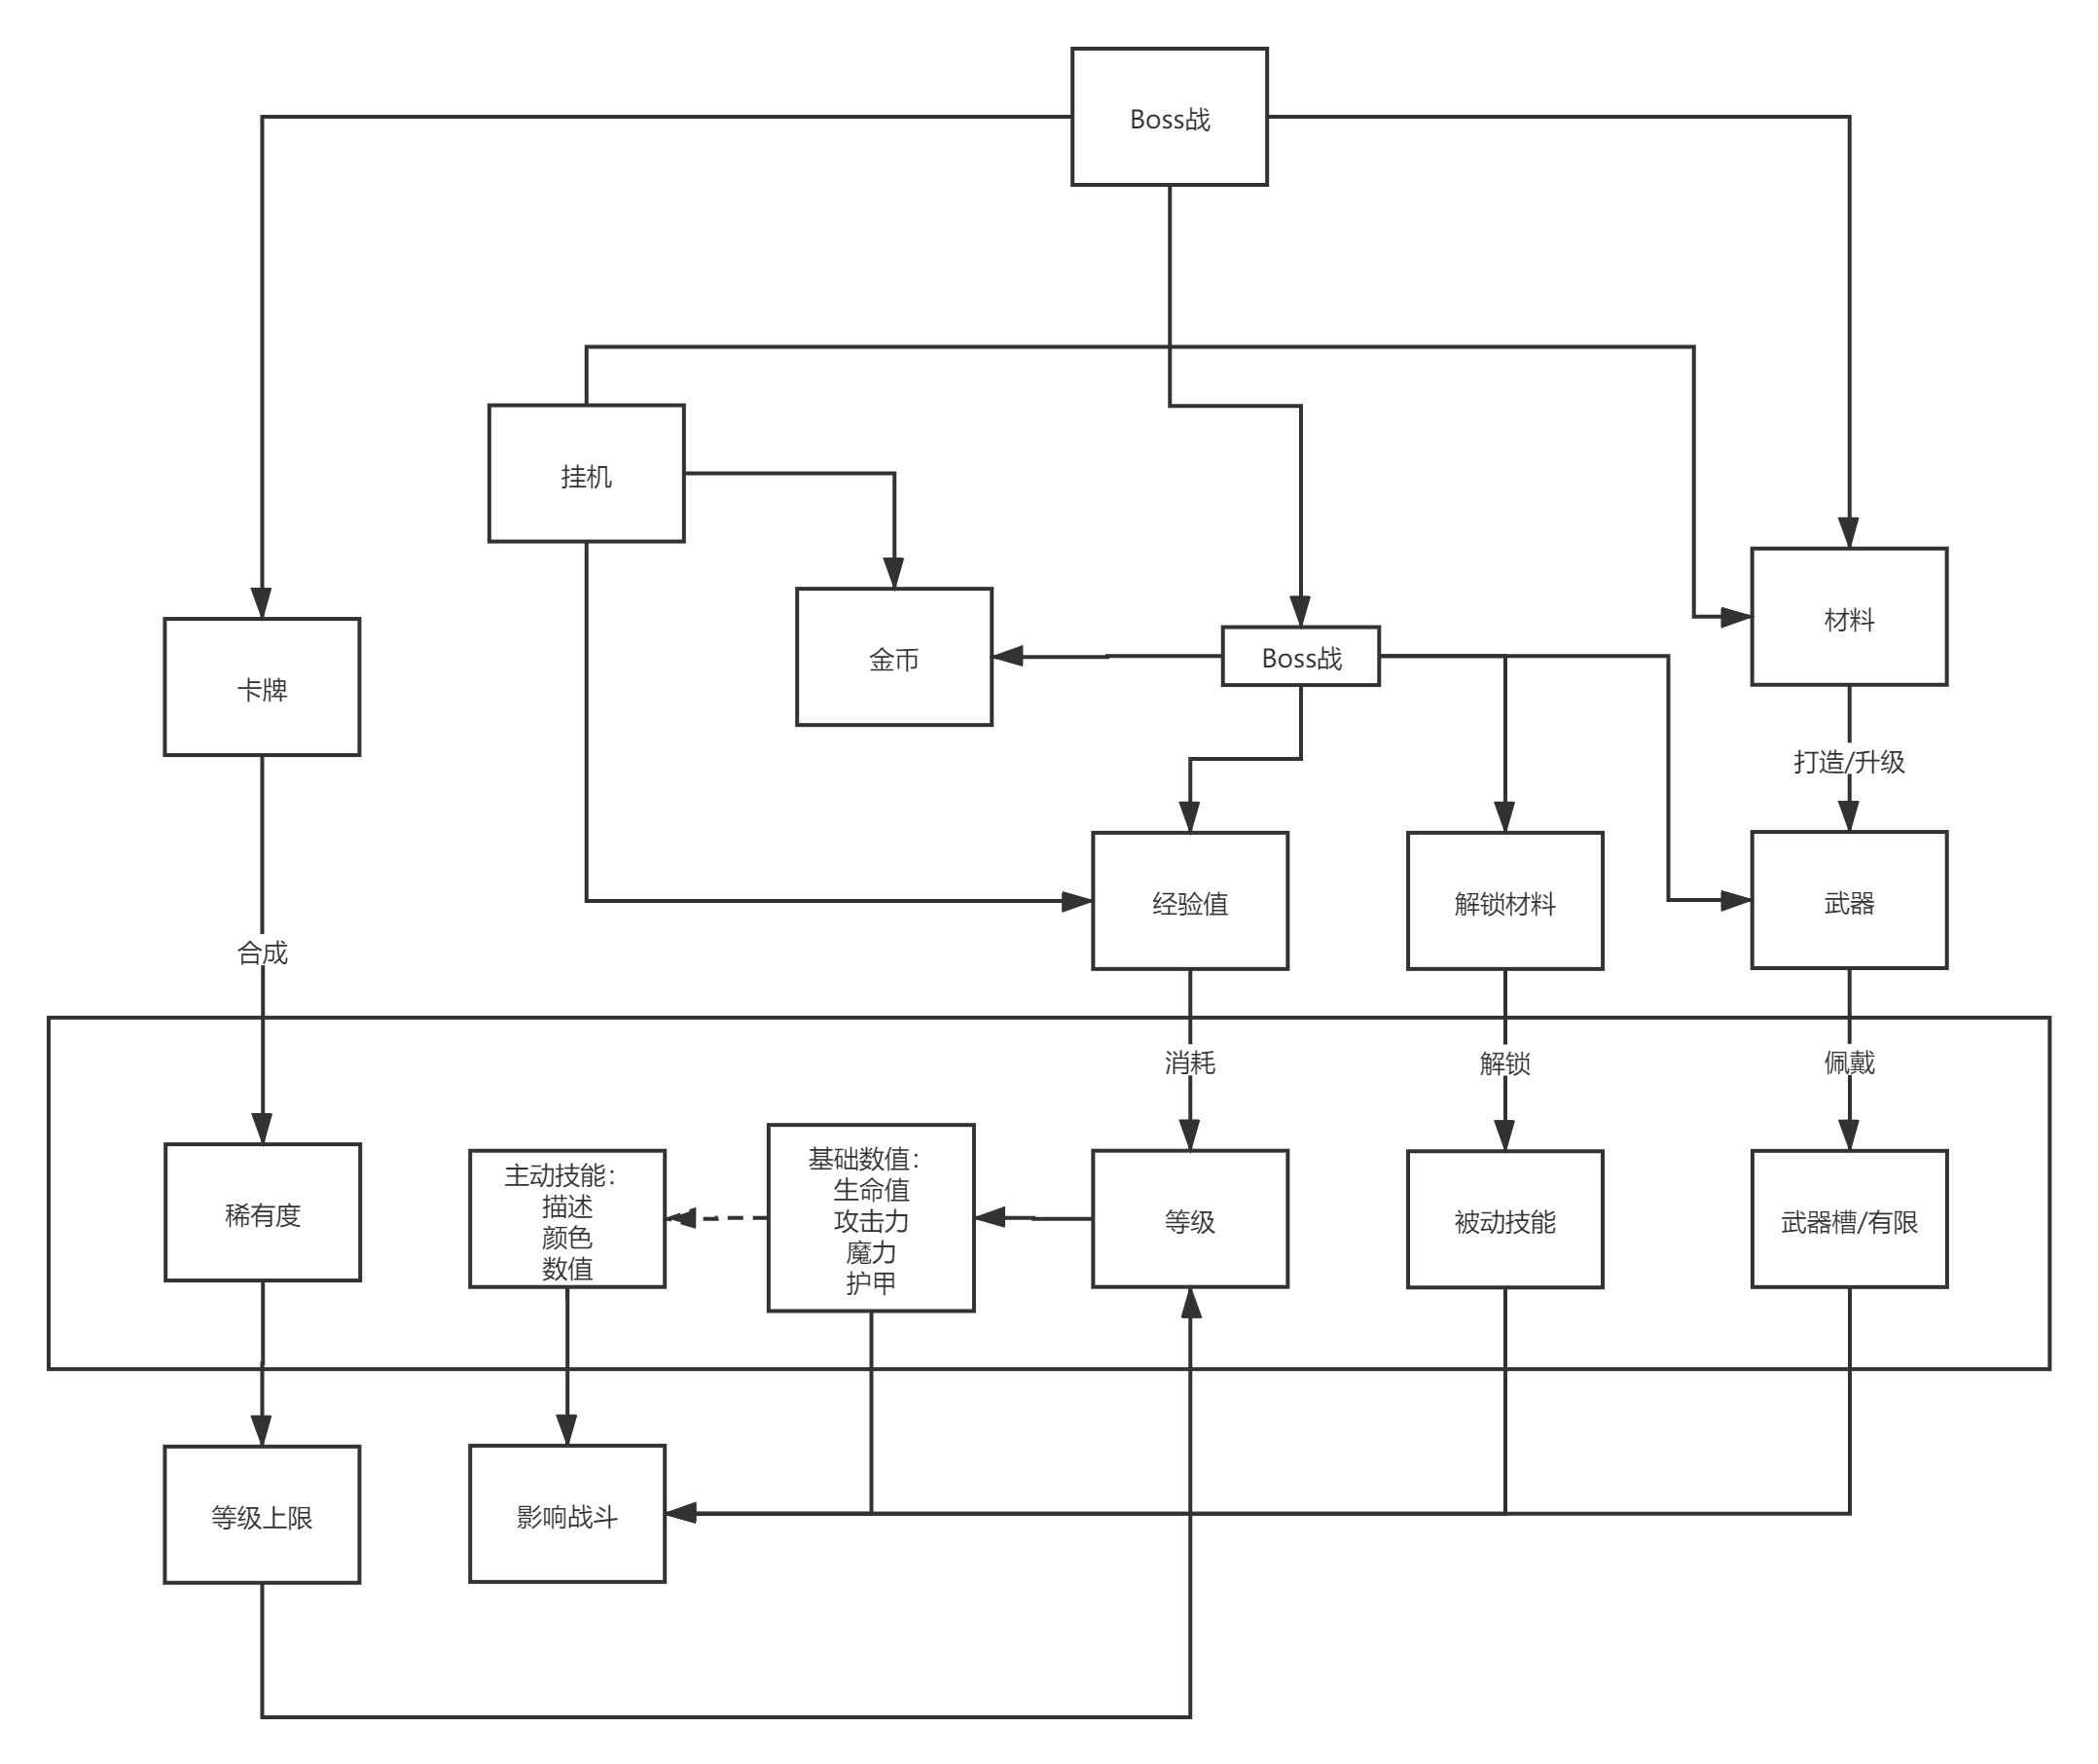 Boss战
挂机
金币
Boss战
材料
卡牌
打造/升级
经验值
解锁材料
武器
合成
消耗
解锁
佩戴
稀有度
主动技能：
描述
颜色
数值
基础数值：
生命值
攻击力
魔力
护甲
等级
被动技能
武器槽/有限
等级上限
影响战斗